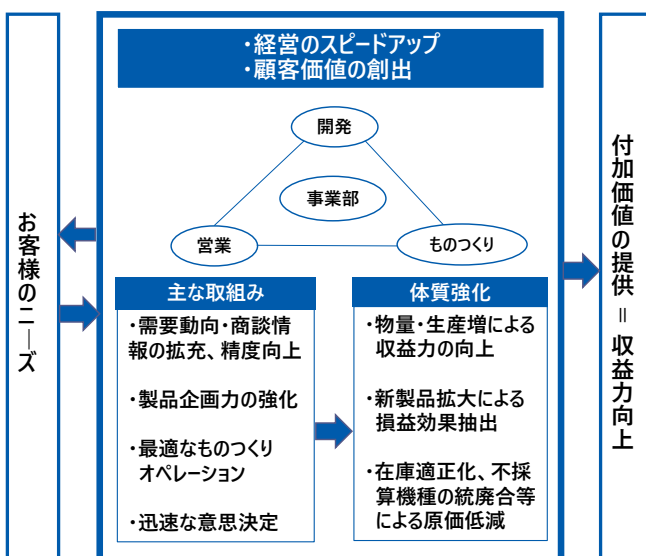 お客様のニーズ
・経営のスピードアップ
・顧客価値の創出
開発
事業部
営業
ものつくり
主な取組み
・需要動向・商談情
報の拡充、精度向上
・製品企画力の強化
・最適なものつくり
オペレーション
・迅速な意思決定
体質強化
・物量・生産増による
収益力の向上
・新製品拡大による
損益効果抽出
・在庫適正化、不採
算機種の統廃合等
による原価低減
付加価値の提供 = 収益力向上